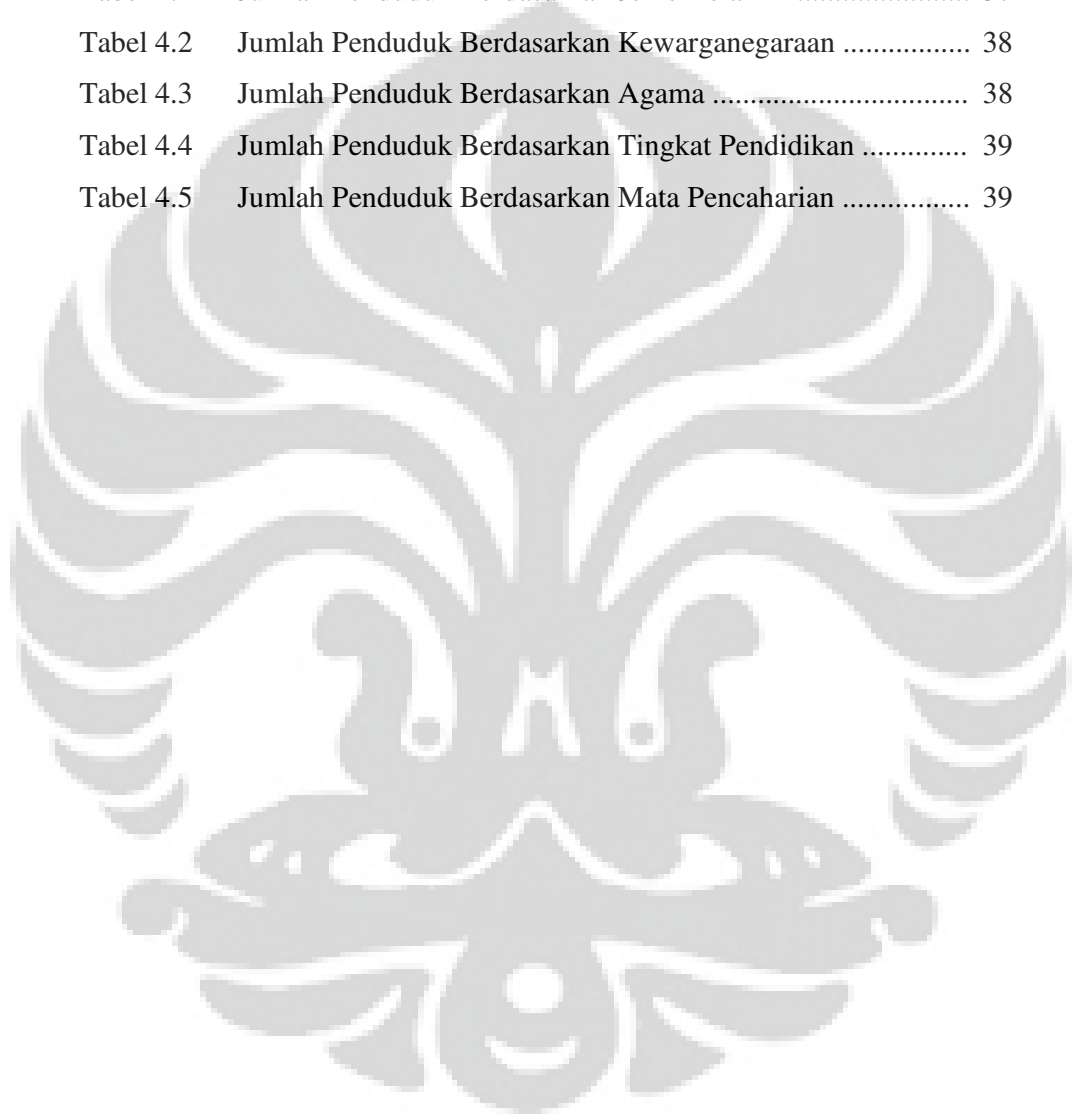 Tabel 4.2 Jumlah Penduduk Berdasarkan Kewarganegaraan ................. 38
Tabel 4.3 Jumlah Penduduk Berdasarkan Agama .................................. 38
Tabel 4.4 Jumlah Penduduk Berdasarkan Tingkat Pendidikan .............. 39
Tabel 4.5 Jumlah Penduduk Berdasarkan Mata Pencaharian ................. 39